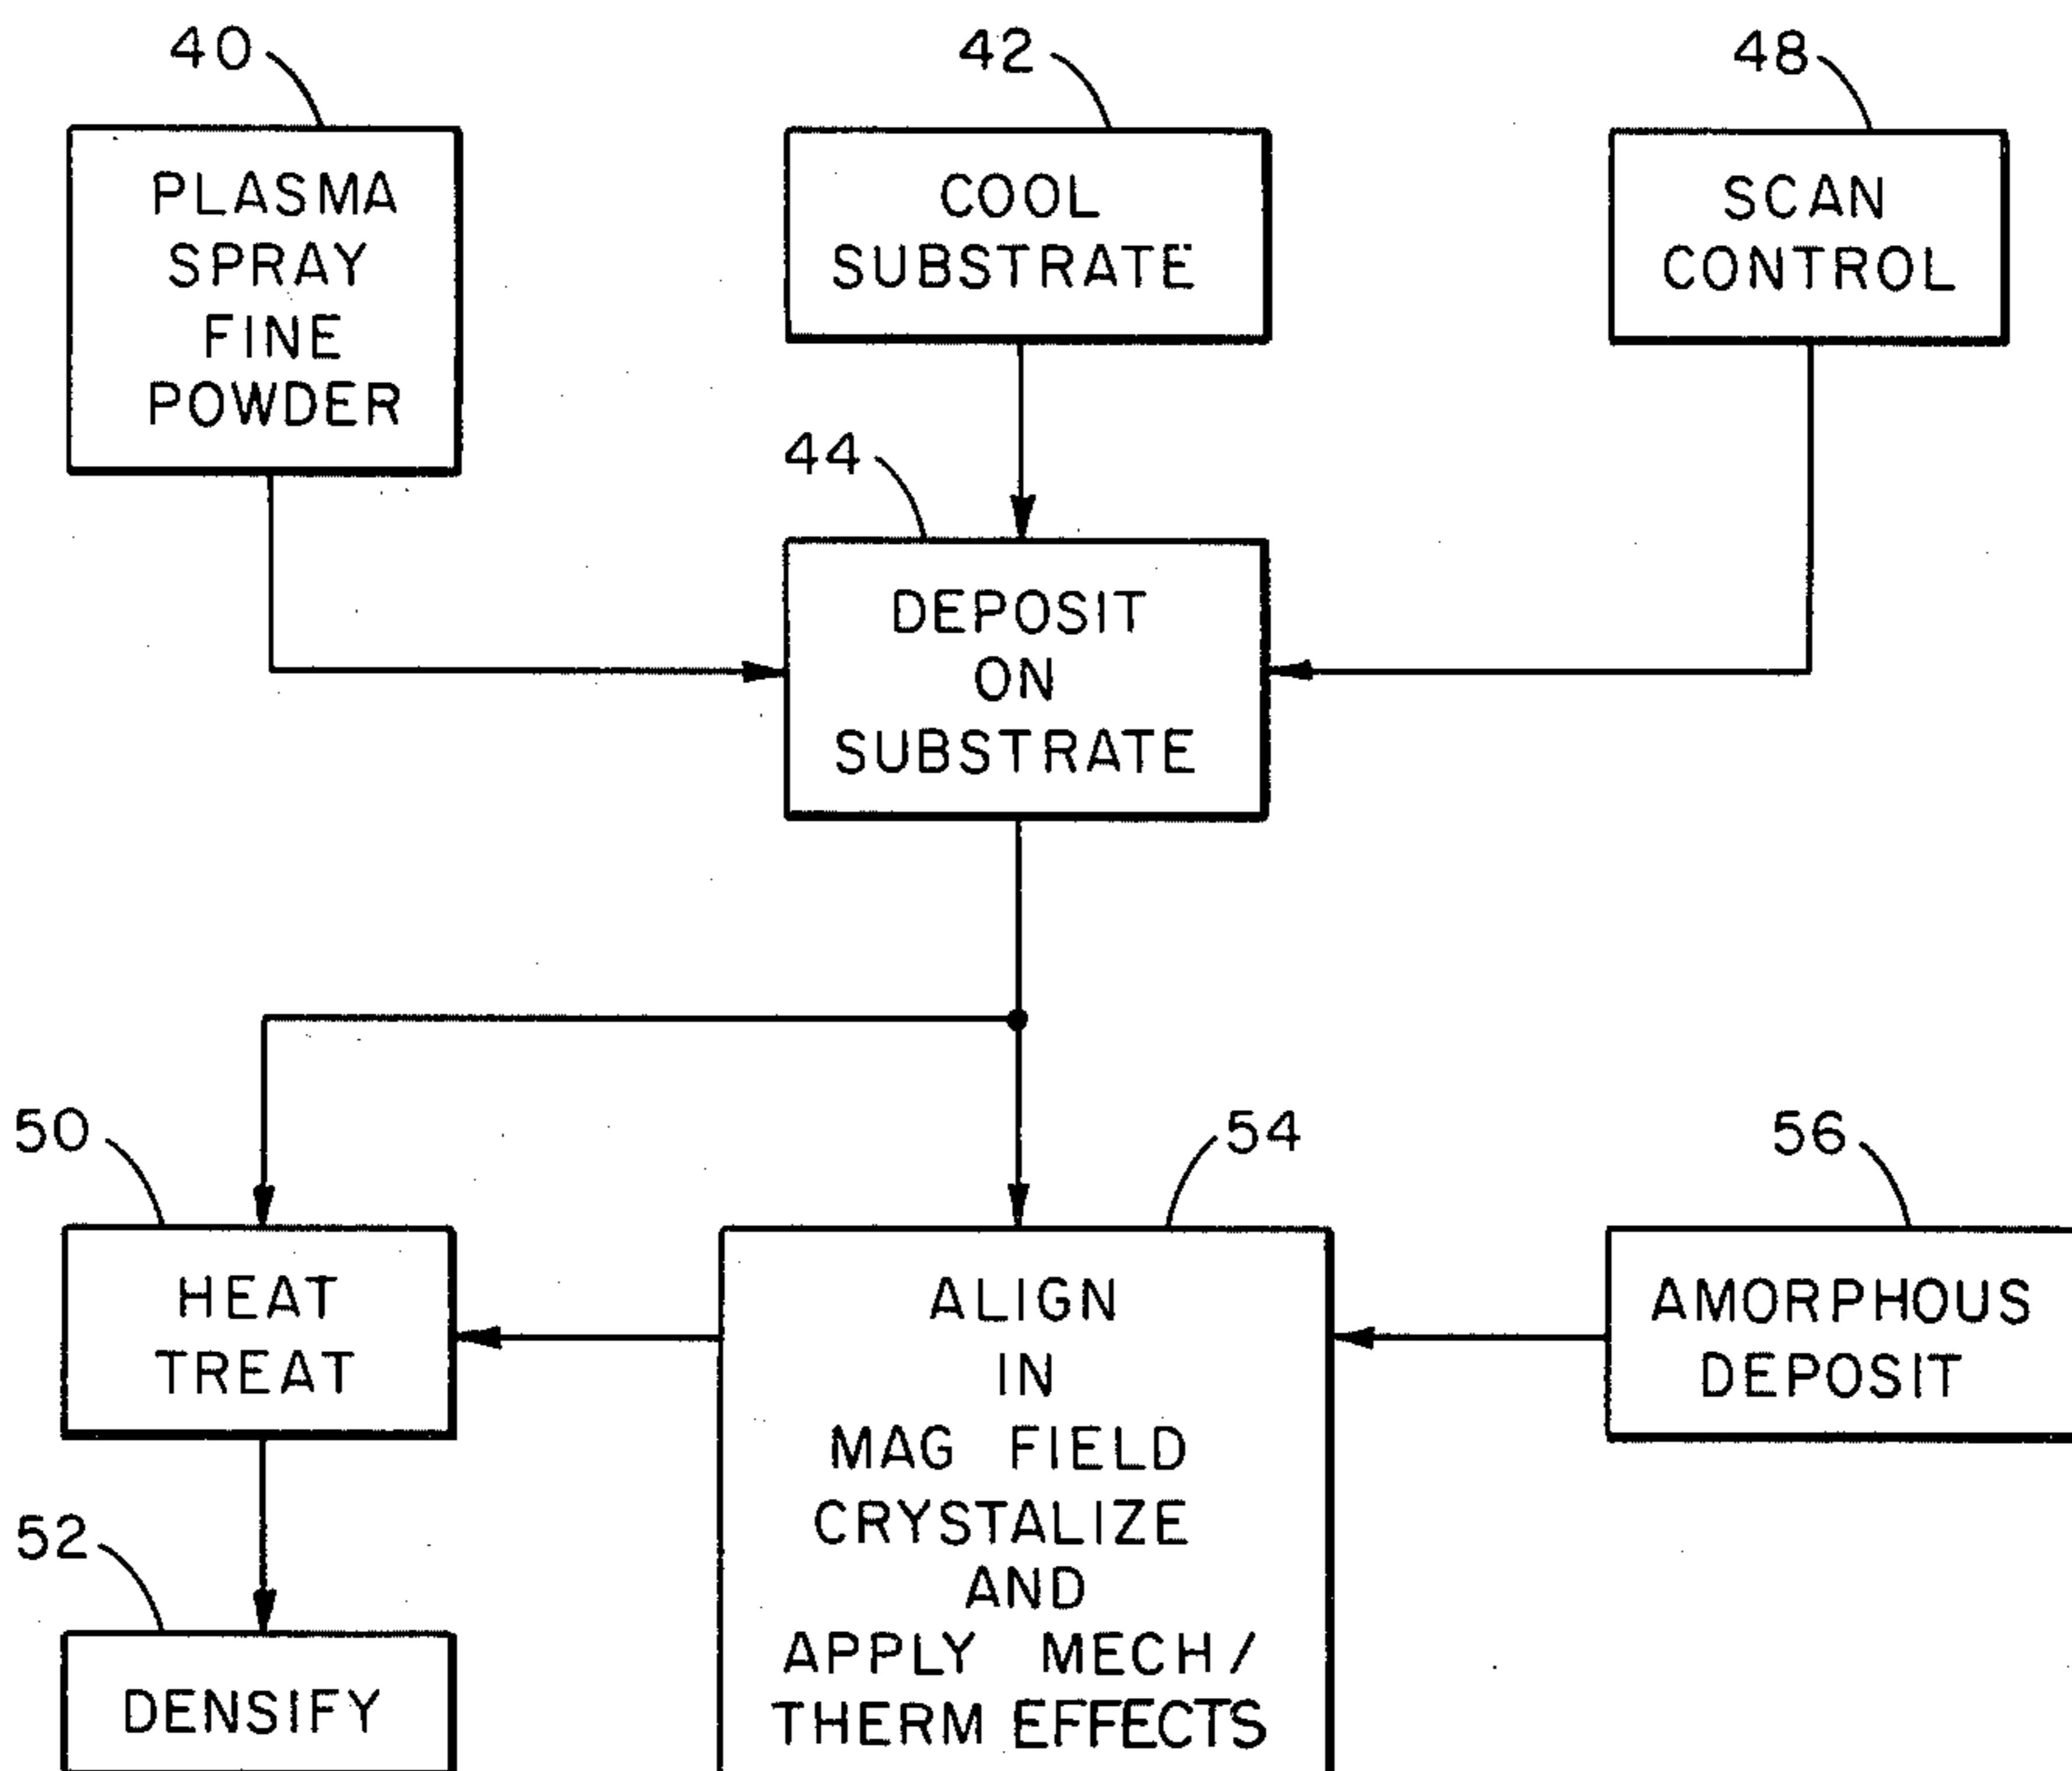 40
PLASMA
SPRAY
FINE
POWDER
42
COOL
SUBSTRATE
48
SCAN
CONTROL
44
DEPOSIT
ON
SUBSTRATE
50
HEAT
TREAT
54
ALIGN
IN
MAG FIELD
CRYSTALIZE
AND
APPLY MECH/
THERM EFFECTS
56
AMORPHOUS
DEPOSIT
52
DENSIFY